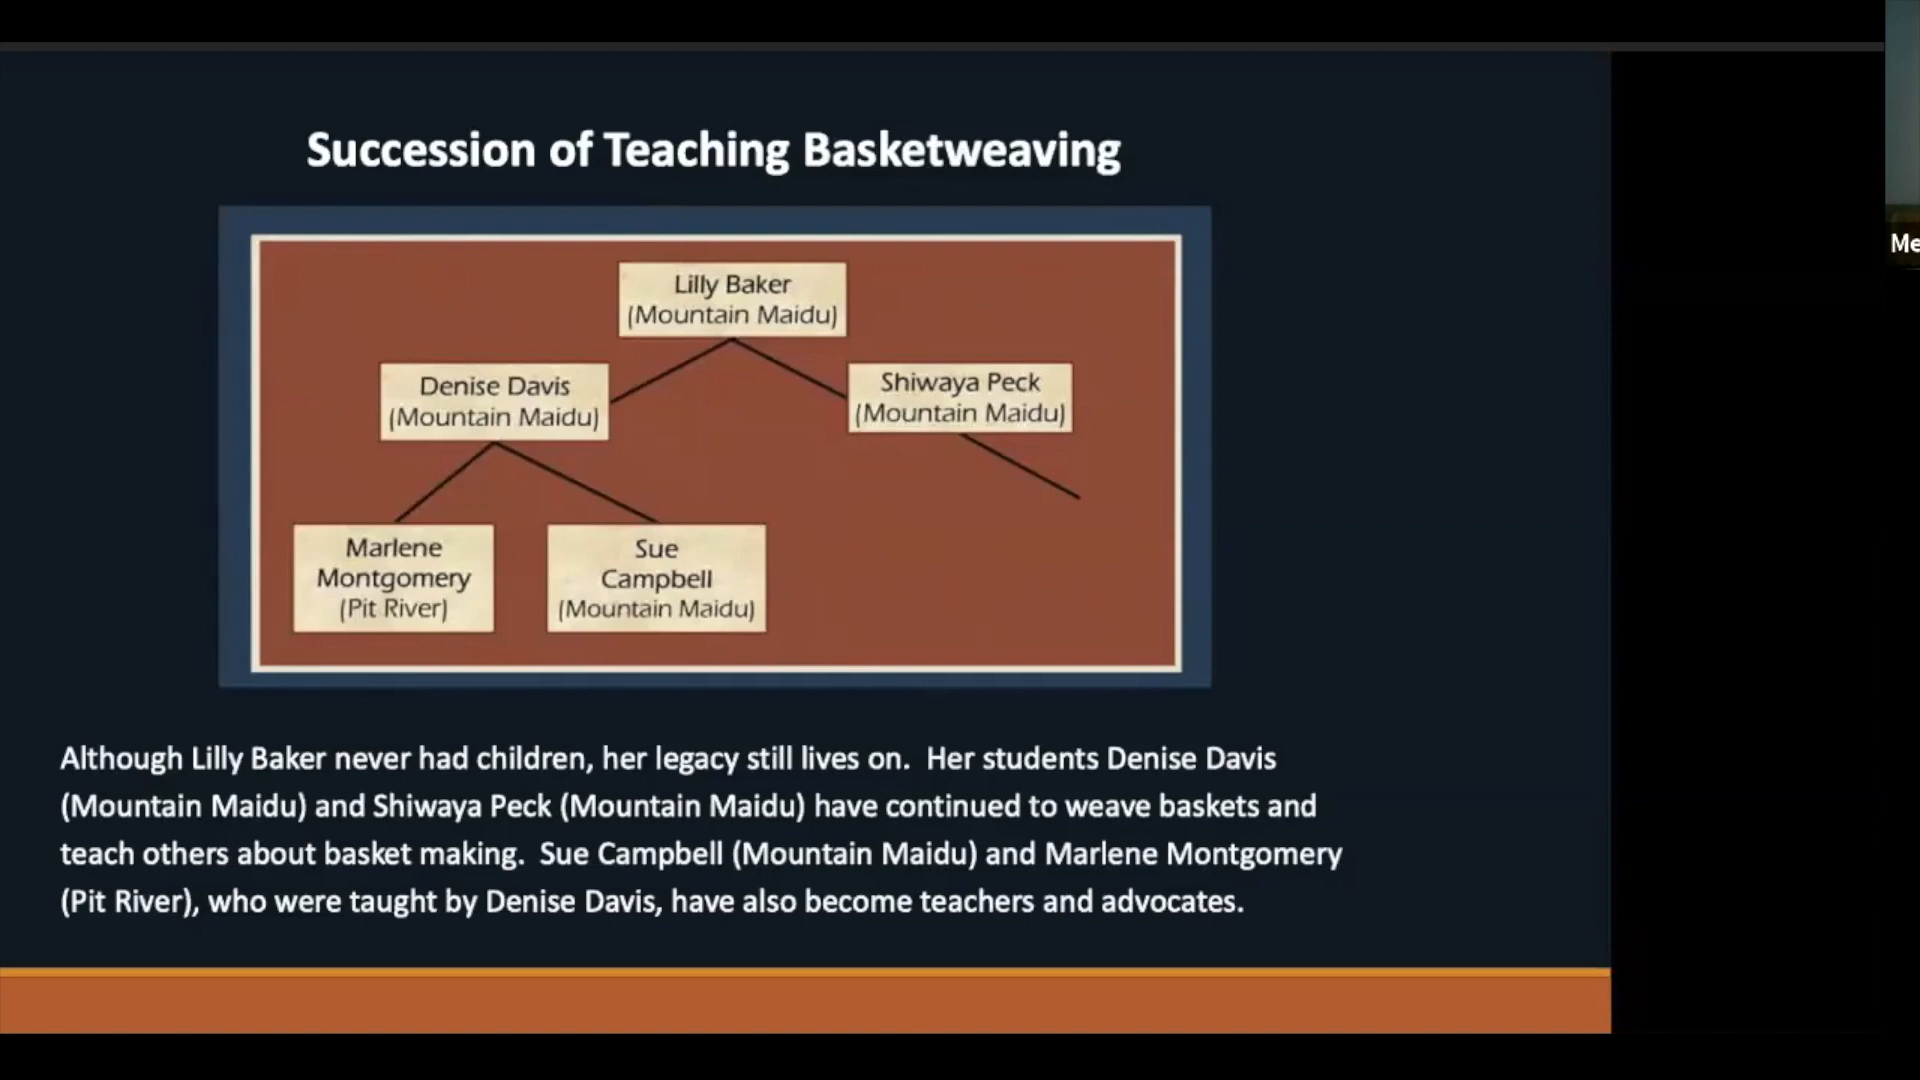 Succession of Teaching Basketweaving
Lilly Baker
(Mountain Maidu)
Denise Davis
(Mountain Maidu)
Shiwaya Peck
(Mountain Maidu)
Marlene
Montgomery
(Pit River)
Sue
Campbell
(Mountain Maidu)
Although Lilly Baker never had children, her legacy still lives on.  Her students Denise Davis
(Mountain Maidu) and Shiwaya Peck (Mountain Maidu) have continued to weave baskets and
teach others about basket making.  Sue Campbell (Mountain Maidu) and Marlene Montgomery
(Pit River), who were taught by Denise Davis, have also become teachers and advocates.
Me